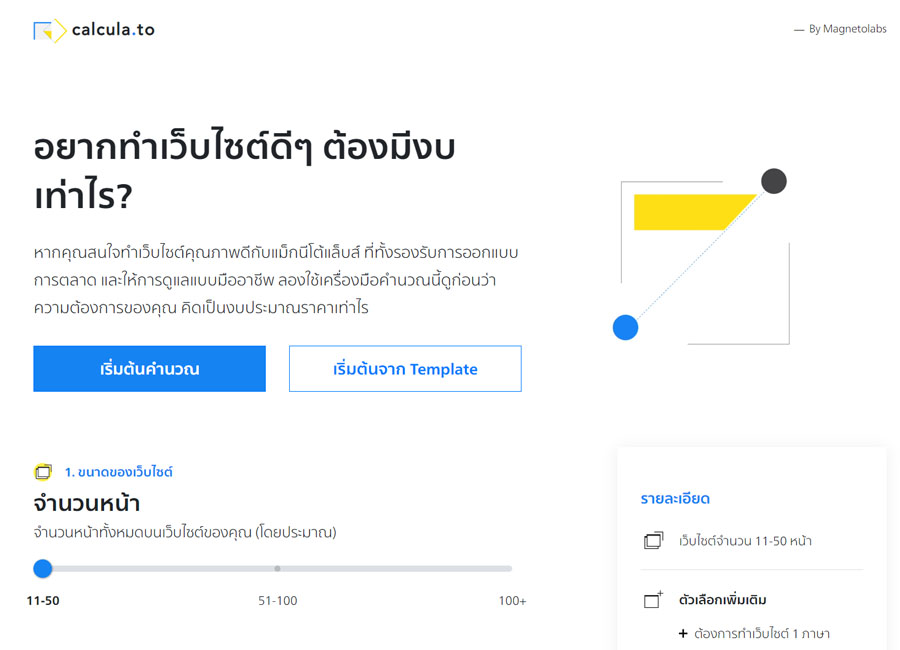 calcula.to
— By Magnetolabs
อยากทำเว็บไซต์ดีๆ ต้องมีงบ
เท่าไร?
หากคุณสนใจทำเว็บไซต์คุณภาพดีกับแม็กนีโต้แล็บส์ ที่ทั้งรองรับการออกแบบ
การตลาด และให้การดูแลแบบมืออาชีพ ลองใช้เครื่องมือคำนวณนี้ดูก่อนว่า
ความต้องการของคุณ คิดเป็นงบประมาณราคาเท่าไร
เริ่มต้นคำนวณ
เริ่มต้นจาก Template
1. ขนาดของเว็บไซต์
จำนวนหน้า
จำนวนหน้าทั้งหมดบนเว็บไซต์ของคุณ (โดยประมาณ)
11-50
51-100
100+
รายละเอียด
เว็บไซต์จำนวน 11-50 หน้า
ตัวเลือกเพิ่มเติม
+ ต้องการทำเว็บไซต์ 1 ภาษา